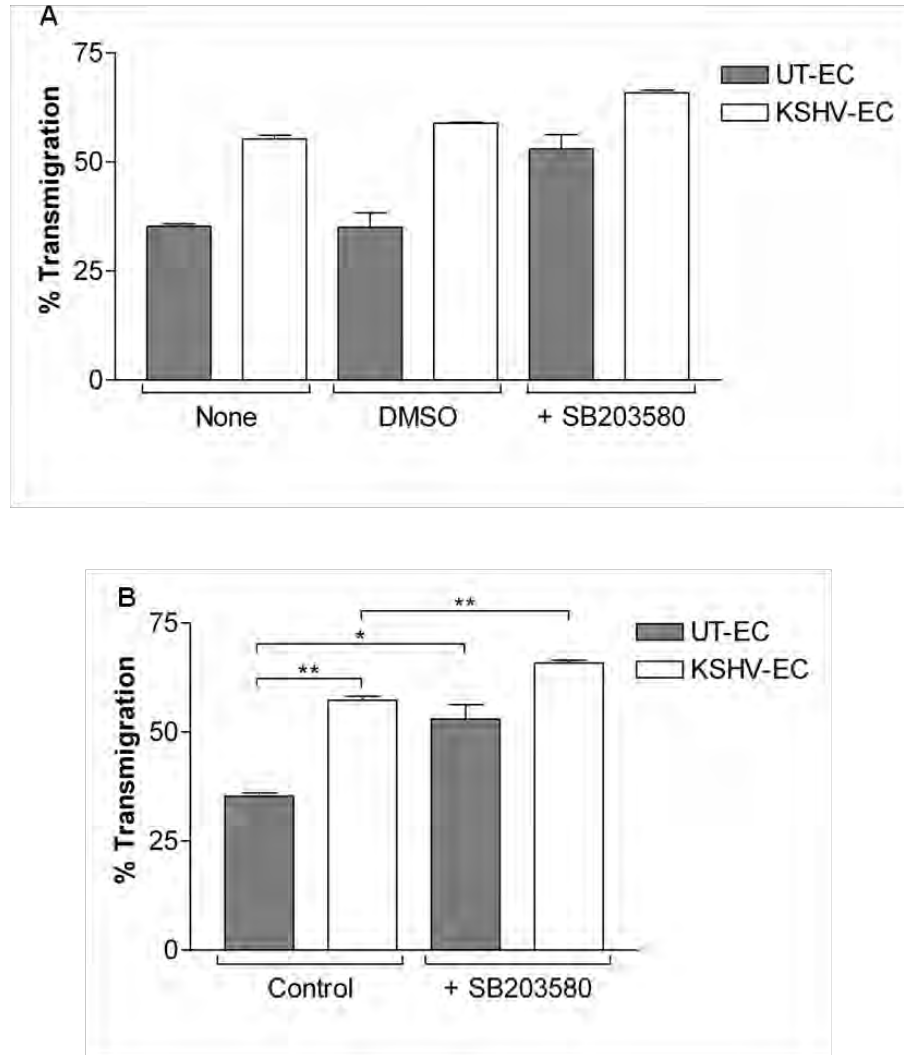 A
75
50
25
0
% Transmigration
UT-EC
KSHV-EC
None DMSO + SB203580
B
75
50
25
0
% Transmigration
**
*
**
UT-EC
KSHV-EC
Control + SB203580